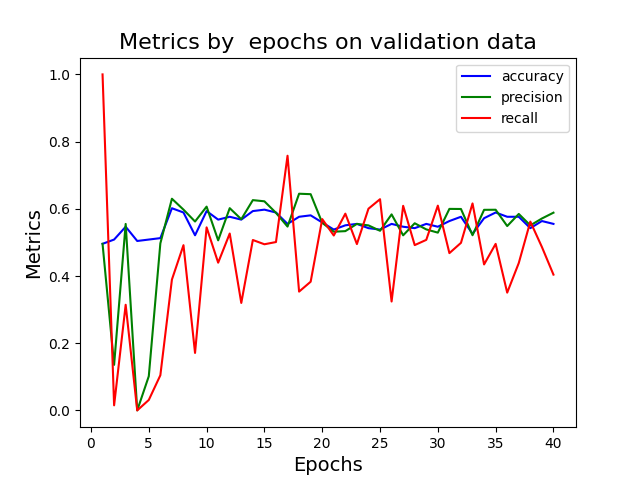 Metrics by  epochs on validation data
accuracy
precision
recall
Metrics
1.0
0.8
0.6
0.4
0.2
0.0
0 5 10 15 20 25 30 35 40
Epochs